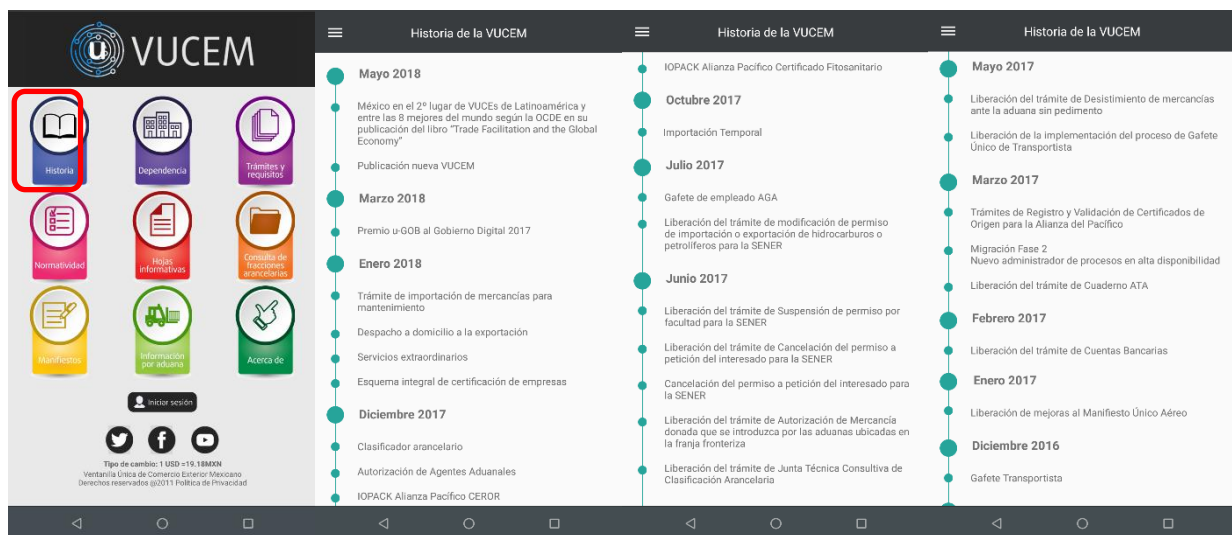 VUCEM
Historia
Dependencia
Trámites y
requisitos
Normatividad
Hojas
informativas
Consulta de
fracciones
arancelarias
Manifiestos
Información
por aduana
Acerca de
Iniciar sesión
Tipo de cambio: 1 USD =19.18MXN
Ventanilla Única de Comercio Exterior Mexicano
Derechos reservados @2011 Política de Privacidad
Historia de la VUCEM
Mayo 2018
México en el 2º lugar de VUCEs de Latinoamérica y
entre las 8 mejores del mundo según la OCDE en su
publicación del libro "Trade Facilitation and the Global
Economy"
Publicación nueva VUCEM
Marzo 2018
Premio u-GOB al Gobierno Digital 2017
Enero 2018
Trámite de importación de mercancías para
mantenimiento
Despacho a domicilio a la exportación
Servicios extraordinarios
Esquema integral de certificación de empresas
Diciembre 2017
Clasificador arancelario
Autorización de Agentes Aduanales
IOPACK Alianza Pacífico CEROR
Historia de la VUCEM
IOPACK Alianza Pacífico Certificado Fitosanitario
Octubre 2017
Importación Temporal
Julio 2017
Gafete de empleado AGA
Liberación del trámite de modificación de permiso
de importación o exportación de hidrocarburos o
petrolíferos para la SENER
Junio 2017
Liberación del trámite de Suspensión de permiso por
facultad para la SENER
Liberación del trámite de Cancelación del permiso a
petición del interesado para la SENER
Cancelación del permiso a petición del interesado para
la SENER
Liberación del trámite de Autorización de Mercancía
donada que se introduzca por las aduanas ubicadas en
la franja fronteriza
Liberación del trámite de Junta Técnica Consultiva de
Clasificación Arancelaria
Historia de la VUCEM
Mayo 2017
Liberación del trámite de Desistimiento de mercancías
ante la aduana sin pedimento
Liberación de la implementación del proceso de Gafete
Único de Transportista
Marzo 2017
Trámites de Registro y Validación de Certificados de
Origen para la Alianza del Pacífico
Migración Fase 2
Nuevo administrador de procesos en alta disponibilidad
Liberación del trámite de Cuaderno ATA
Febrero 2017
Liberación del trámite de Cuentas Bancarias
Enero 2017
Liberación de mejoras al Manifiesto Único Aéreo
Diciembre 2016
Gafete Transportista